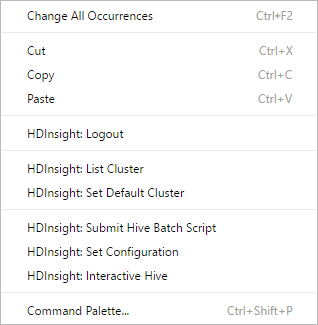 Change All Occurrences Ctrl+F2
Cut Ctrl+X
Copy Ctrl+C
Paste Ctrl+V
HDInsight: Logout
HDInsight: List Cluster
HDInsight: Set Default Cluster
HDInsight: Submit Hive Batch Script
HDInsight: Set Configuration
HDInsight: Interactive Hive
Command Palette... Ctrl+Shift+P